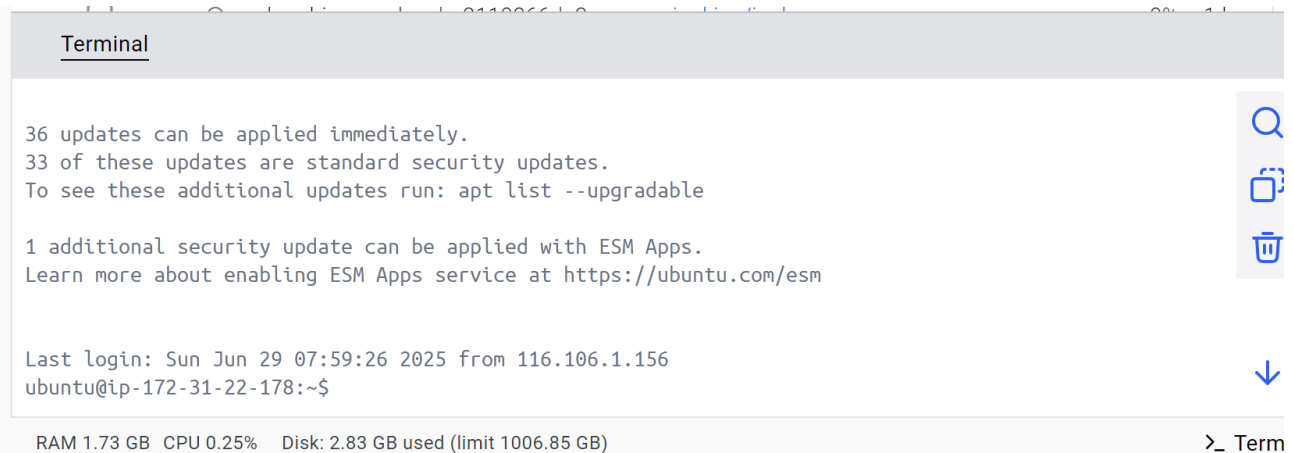 Terminal
36 updates can be applied immediately.
33 of these updates are standard security updates.
To see these additional updates run: apt list --upgradable
1 additional security update can be applied with ESM Apps.
Learn more about enabling ESM Apps service at https://ubuntu.com/esm
Last login: Sun Jun 29 07:59:26 2025 from 116.106.1.156
ubuntu@ip-172-31-22-178:~$
RAM 1.73 GB CPU 0.25% Disk: 2.83 GB used (limit 1006.85 GB) >_ Term